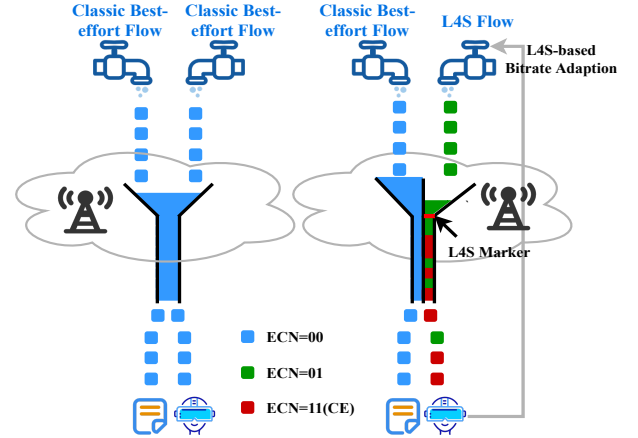 Classic Best-
effort Flow
Classic Best-
effort Flow
Classic Best-
effort Flow
L4S Flow
L4S-based
Bitrate Adaption
L4S Marker
ECN=00
ECN=01
ECN=11(CE)